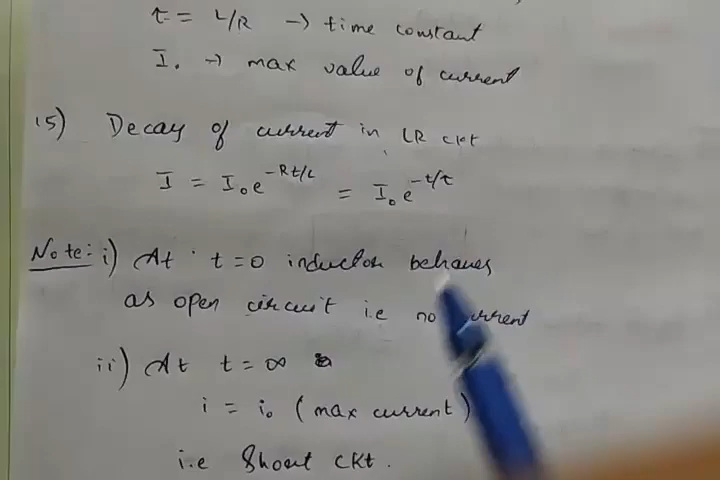 τ = L/R → time constant
I₀ → max value of current
15) Decay of current in LR ckt
I = I₀e^-Rt/L = I₀e^-t/τ
Note:- i) At t=0 inductor behaves
as open circuit i.e no current
ii) At t = ∞
i = i₀ (max current)
i.e Short ckt.